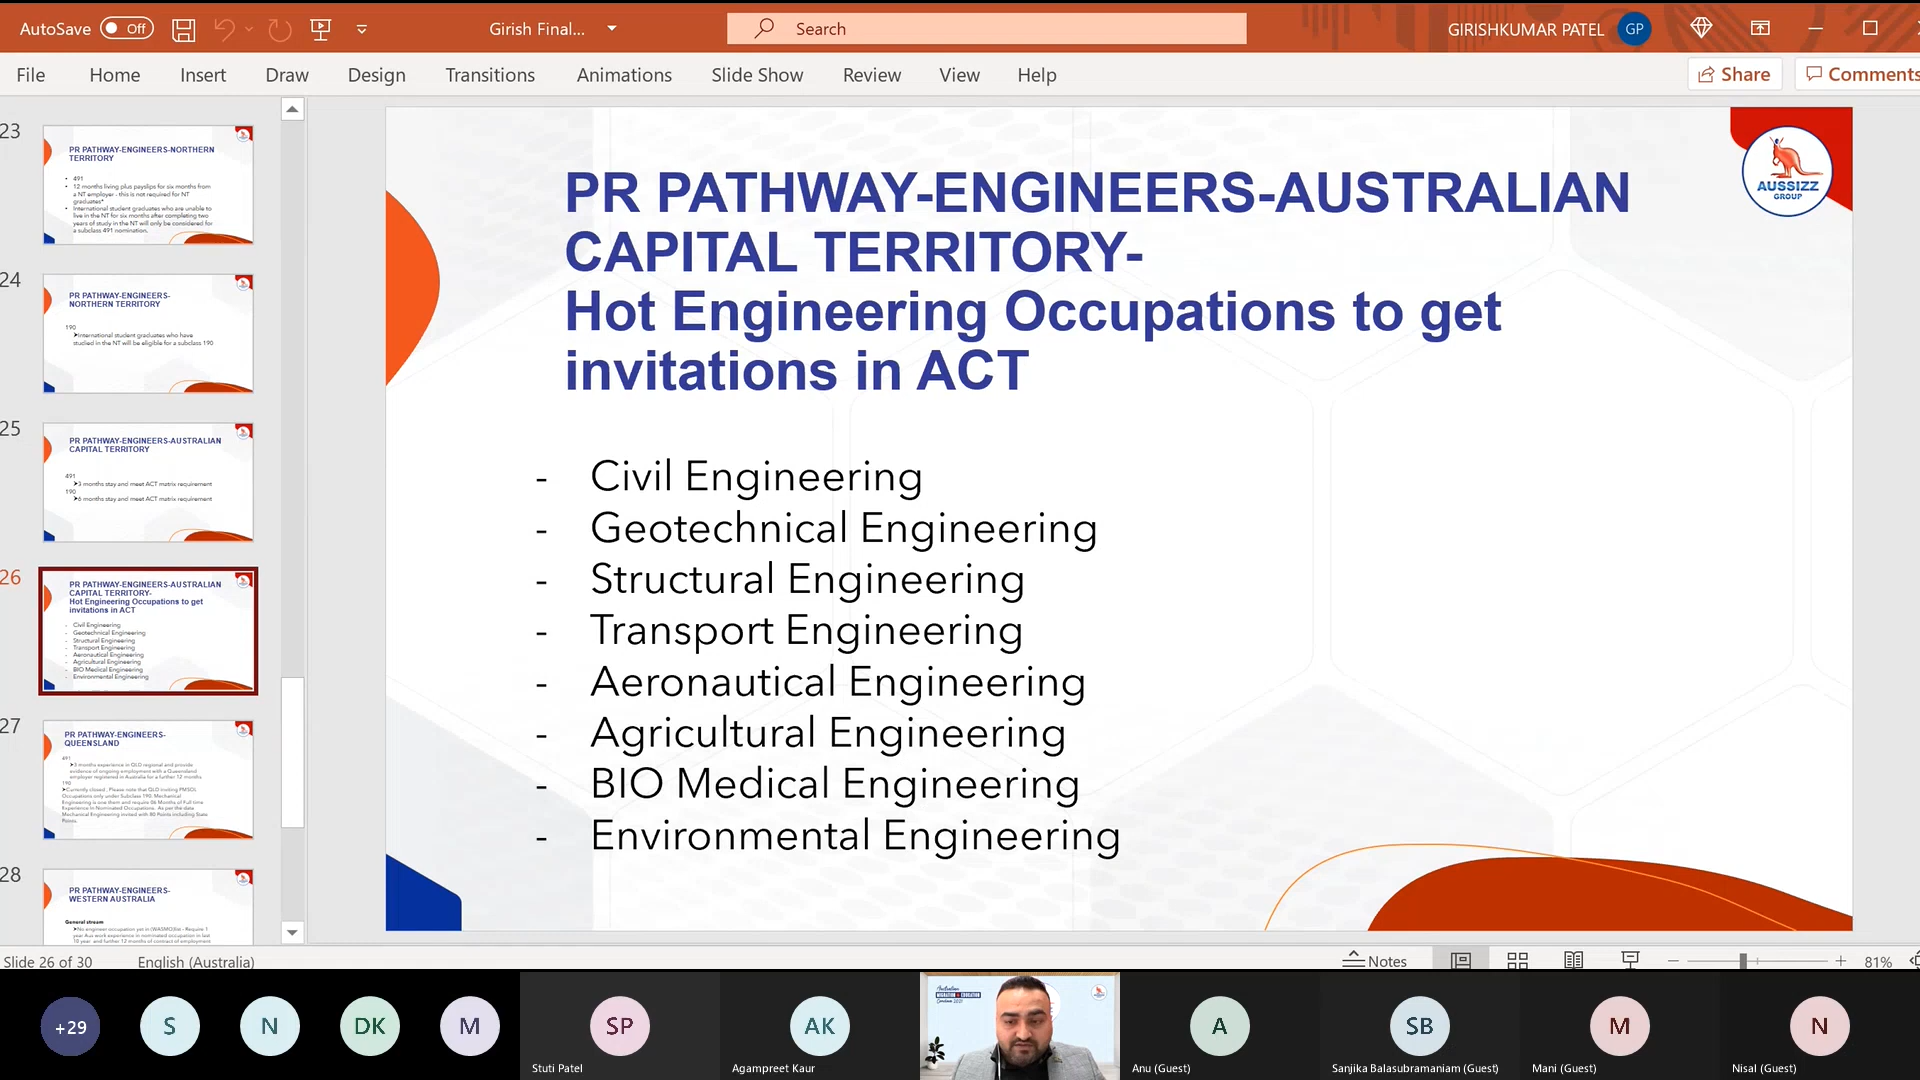 AutoSave Off
Girish Final...
Search
GIRISHKUMAR PATEL GP
File Home Insert Draw Design Transitions Animations Slide Show Review View Help
Share Comments
23
PR PATHWAY-ENGINEERS-NORTHERN
TERRITORY
• 491
• 12 months living plus payslips for six months from
a NT employer - this is not required for NT
graduates*
• International student graduates who are unable to
live in the NT for six months after completing two
years of study in the NT will only be considered for
a subclass 491 nomination.
24
PR PATHWAY-ENGINEERS-
NORTHERN TERRITORY
190
➤International student graduates who have
studied in the NT will be eligible for a subclass 190
25
PR PATHWAY-ENGINEERS-AUSTRALIAN
CAPITAL TERRITORY
491
➤3 months stay and meet ACT matrix requirement
190
➤6 months stay and meet ACT matrix requirement
26
PR PATHWAY-ENGINEERS-AUSTRALIAN
CAPITAL TERRITORY-
Hot Engineering Occupations to get
invitations in ACT
- Civil Engineering
- Geotechnical Engineering
- Structural Engineering
- Transport Engineering
- Aeronautical Engineering
- Agricultural Engineering
- BIO Medical Engineering
- Environmental Engineering
27
PR PATHWAY-ENGINEERS-
QUEENSLAND
491
➤3 months experience in QLD regional and provide
evidence of ongoing employment with a Queensland
employer registered in Australia for a further 12 months
190
➤Currently closed . Please note that QLD inviting PMSOL
Occupations only under Subclass 190. Mechanical
Engineering is one them and require 06 Months of Full time
Experience in Nominated Occupations. As per the data
Mechanical Engineering invited with 80 Points including State
Points.
28
PR PATHWAY-ENGINEERS-
WESTERN AUSTRALIA
General stream
➤No engineer occupation yet in (WASMOL)list - Require 1
year Aus work experience in nominated occupation in last
10 year and further 12 months of contract of employment
PR PATHWAY-ENGINEERS-AUSTRALIAN
CAPITAL TERRITORY-
Hot Engineering Occupations to get
invitations in ACT
AUSSIZZ
GROUP
- Civil Engineering
- Geotechnical Engineering
- Structural Engineering
- Transport Engineering
- Aeronautical Engineering
- Agricultural Engineering
- BIO Medical Engineering
- Environmental Engineering
Slide 26 of 30 English (Australia)
Notes
81%
+29 S N DK M SP AK A SB M N
Stuti Patel Agampreet Kaur Anu (Guest) Sanjika Balasubramaniam (Guest) Mani (Guest) Nisal (Guest)